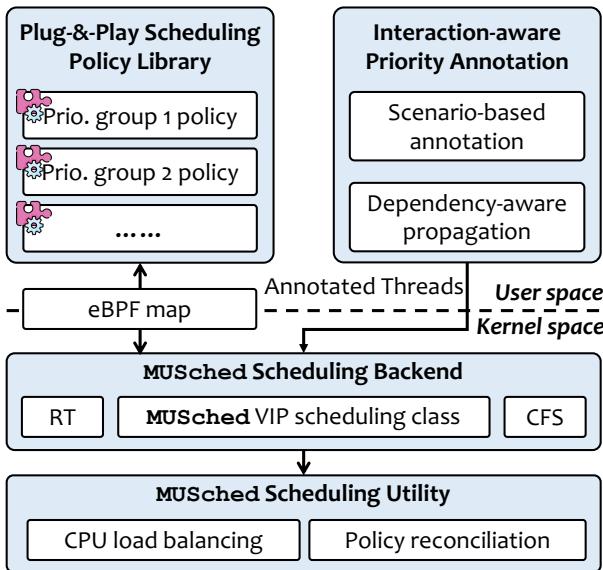 Plug-&-Play Scheduling
Policy Library
Prio. group 1 policy
Prio. group 2 policy
......
Interaction-aware
Priority Annotation
Scenario-based
annotation
Dependency-aware
propagation
eBPF map
Annotated Threads
User space
Kernel space
MUSched Scheduling Backend
RT
MUSched VIP scheduling class
CFS
MUSched Scheduling Utility
CPU load balancing
Policy reconciliation